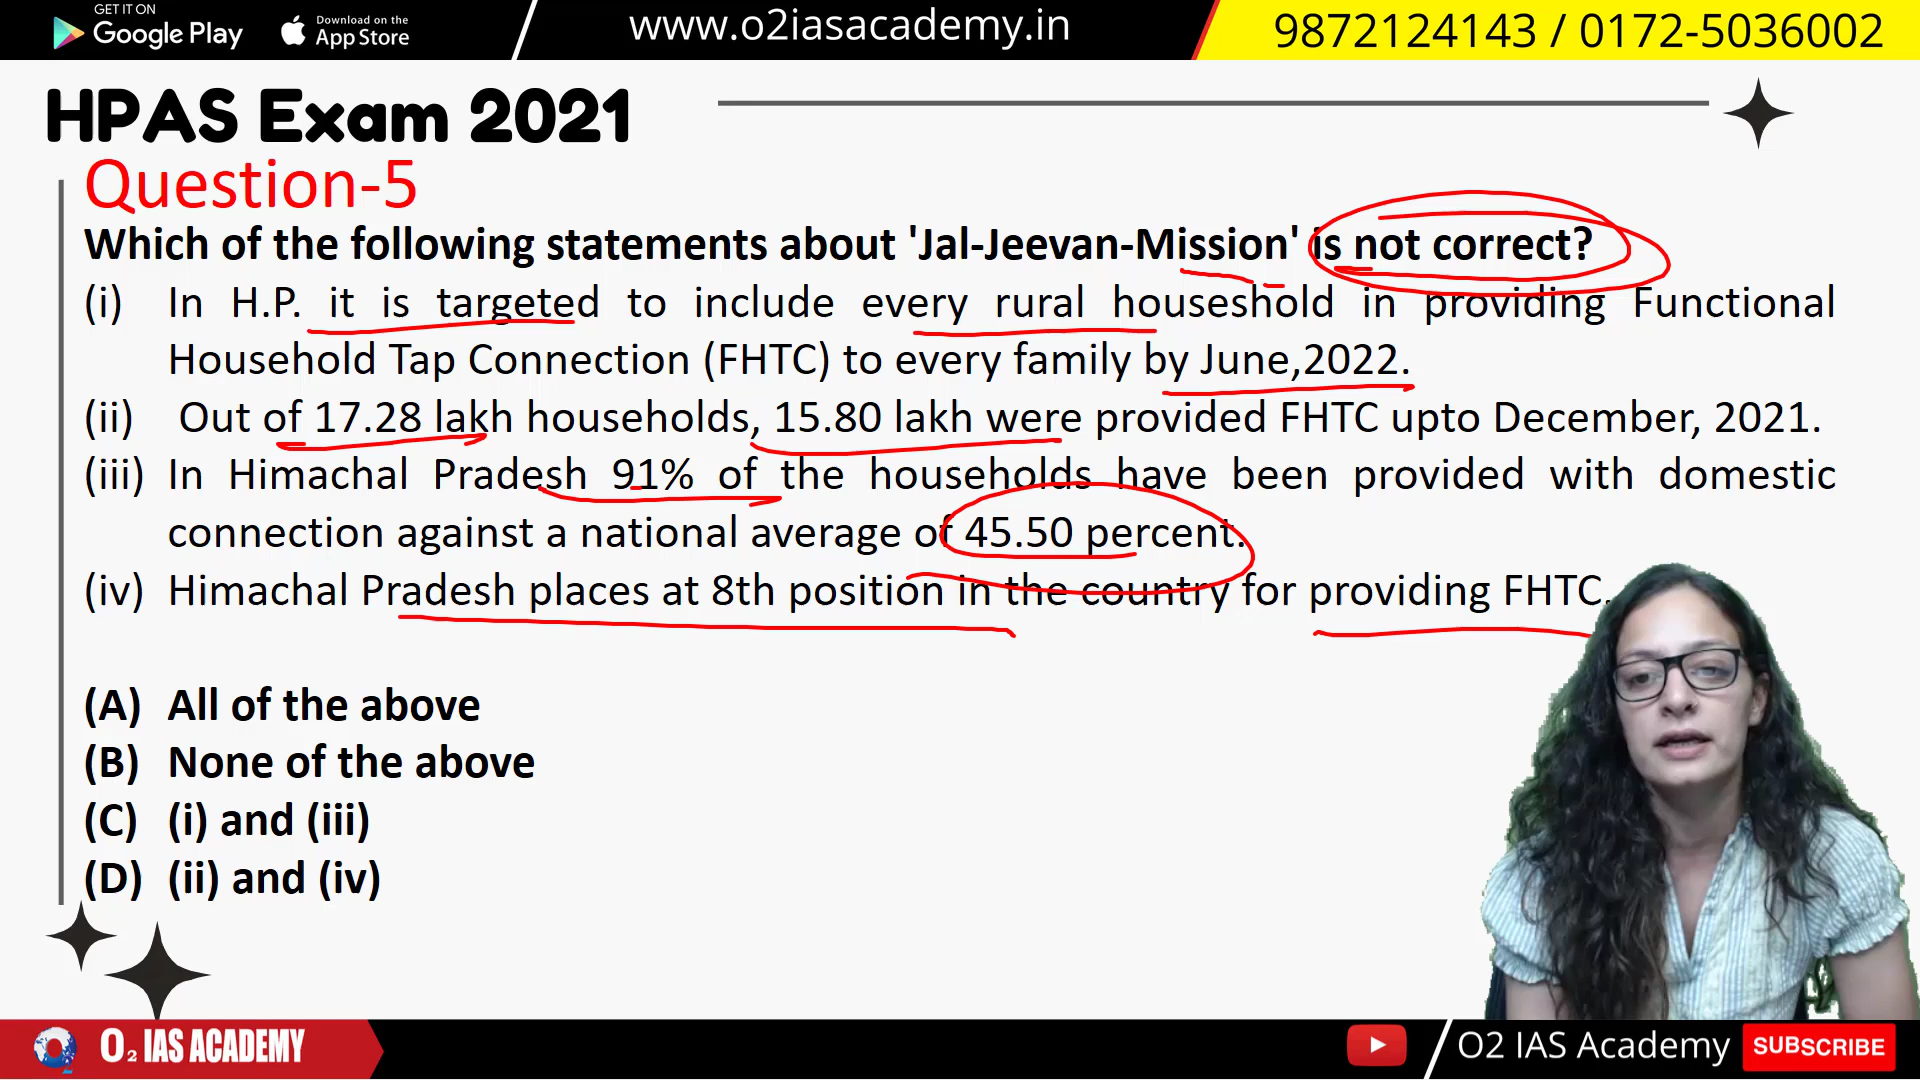 GET IT ON
Google Play
Download on the
App Store
www.o2iasacademy.in
9872124143 / 0172-5036002
HPAS Exam 2021
Question-5
Which of the following statements about 'Jal-Jeevan-Mission' is not correct?
(i) In H.P. it is targeted to include every rural houseshold in providing Functional
Household Tap Connection (FHTC) to every family by June,2022.
(ii) Out of 17.28 lakh households, 15.80 lakh were provided FHTC upto December, 2021.
(iii) In Himachal Pradesh 91% of the households have been provided with domestic
connection against a national average of 45.50 percent.
(iv) Himachal Pradesh places at 8th position in the country for providing FHTC.
(A) All of the above
(B) None of the above
(C) (i) and (iii)
(D) (ii) and (iv)
O2 IAS ACADEMY
O2 IAS Academy
SUBSCRIBE